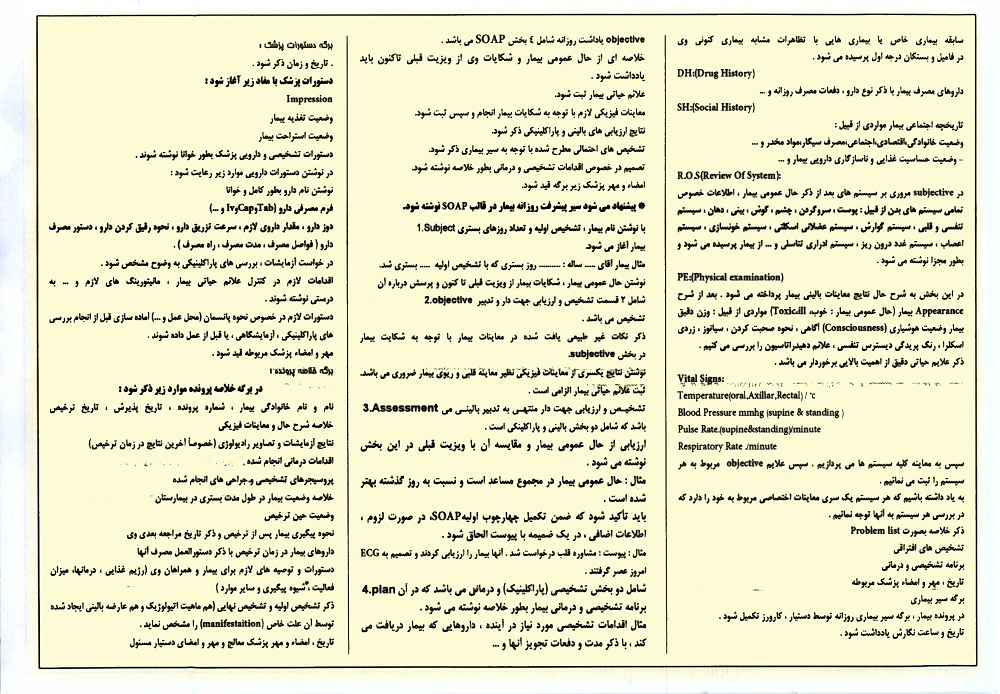 سابقه بیماری خاص یا بیماری هایی با تظاهرات مشابه بیماری کنونی وی
در فامیل و بستگان درجه اول پرسیده می شود .
DH:(Drug History)
داروهای مصرف بیمار با ذکر نوع دارو ، دفعات مصرف روزانه و ...
SH:(Social History)
تاریخچه اجتماعی بیمار مواردی از قبیل :
وضعیت خانوادگی،اقتصادی،اجتماعی،مصرف سیگار،مواد مخدر و ...
- وضعیت حساسیت غذایی و ناسازگاری دارویی بیمار و ...
R.O.S(Review Of System):
در subjective مروری بر سیستم های بعد از ذکر حال عمومی بیمار ، اطلاعات خصوص
تمامی سیستم های بدن از قبیل : پوست ، سروگردن ، چشم ، گوش ، بینی ، دهان ، سیستم
تنفسی و قلبی ، سیستم گوارش ، سیستم عضلانی اسکلتی ، سیستم خونسازی ، سیستم
اعصاب ، سیستم غدد درون ریز ، سیستم ادراری تناسلی و ... از بیمار پرسیده می شود و
بطور مجزا نوشته می شود .
PE:(Physical examination)
در این بخش به شرح حال نتایج معاینات بالینی بیمار پرداخته می شود . بعد از شرح
Appearance بیمار (حال عمومی بیمار : خوب، Toxic،ill) مواردی از قبیل : وزن دقیق
بیمار وضعیت هوشیاری (Consciousness) آگاهی ، نحوه صحبت کردن ، سیانوز ، زردی
اسکلرا ، رنگ پریدگی دیسترس تنفسی ، علائم دهیدراتاسیون را بررسی می کنیم .
ذکر علایم حیاتی دقیق از اهمیت بالایی برخوردار می باشد .
Vital Signs:
Temperature(oral,Axillar,Rectal) / °c
Blood Pressure mmhg (supine & standing )
Pulse Rate.(supine&standing)/minute
Respiratory Rate /minute
سپس به معاینه کلیه سیستم ها می پردازیم . سپس علایم objective مربوط به هر
سیستم را ثبت می نمائیم .
به یاد داشته باشیم که هر سیستم یک سری معاینات اختصاصی مربوط به خود را دارد که
در بررسی هر سیستم به آنها توجه نمائیم .
ذکر خلاصه بصورت Problem list
تشخیص های افتراقی
برنامه تشخیصی و درمانی
تاریخ ، مهر و امضاء پزشک مربوطه
برگه سیر بیماری
در پرونده بیمار ، برگه سیر بیماری روزانه توسط دستیار ، کارورز تکمیل شود .
تاریخ و ساعت نگارش یادداشت شود .
objective یاداشت روزانه شامل ٤ بخش SOAP می باشد .
خلاصه ای از حال عمومی بیمار و شکایات وی از ویزیت قبلی تاکنون باید
یادداشت شود .
علائم حیاتی بیمار ثبت شود.
معاینات فیزیکی لازم با توجه به شکایات بیمار انجام و سپس ثبت شود.
نتایج ارزیابی های بالینی و پاراکلینیکی ذکر شود.
تشخیص های احتمالی مطرح شده با توجه به سیر بیماری ذکر شود.
تصمیم در خصوص اقدامات تشخیصی و درمانی بطور خلاصه نوشته شود.
امضاء و مهر پزشک زیر برگه قید شود.
* پیشنهاد می شود سیر پیشرفت روزانه بیمار در قالب SOAP نوشته شود.
با نوشتن نام بیمار ، تشخیص اولیه و تعداد روزهای بستری 1.Subject
بیمار آغاز می شود.
مثال بیمار آقای ..... ساله : .......... روز بستری که با تشخیص اولیه ..... بستری شد.
نوشتن حال عمومی بیمار ، شکایات بیمار از ویزیت قبلی تا کنون و پرسش درباره آن
شامل ٢ قسمت تشخیص و ارزیابی جهت دار و تدبیر 2.objective
تشخیص می باشد .
ذکر نکات غیر طبیعی یافت شده در معاینات بیمار با توجه به شکایت بیمار
در بخش subjective.
نوشتن نتایج یکسری از معاینات فیزیکی نظیر معاینه قلبی و ریوی بیمار ضروری می باشد.
ثبت علائم حیاتی بیمار الزامی است .
تشخیص و ارزیابی جهت دار منتهی به تدبیر بالینی می 3.Assessment
باشد که شامل دو بخش بالینی و پاراکلینکی است .
ارزیابی از حال عمومی بیمار و مقایسه آن با ویزیت قبلی در این بخش
نوشته می شود .
مثال : حال عمومی بیمار در مجموع مساعد است و نسبت به روز گذشته بهتر
شده است .
باید تأکید شود که ضمن تکمیل چهارچوب اولیهSOAP، در صورت لزوم ،
اطلاعات اضافی ، در یک ضمیمه با پیوست الحاق شود .
مثال : پیوست : مشاوره قلب درخواست شد . آنها بیمار را ارزیابی کردند و تصمیم به ECG
امروز عصر گرفتند .
شامل دو بخش تشخیصی (پاراکلینیک) و درمانی می باشد که در آن 4.plan
برنامه تشخیصی و درمانی بیمار بطور خلاصه نوشته می شود .
مثال اقدامات تشخیصی مورد نیاز در آینده ، داروهایی که بیمار دریافت می
کند ، با ذکر مدت و دفعات تجویز آنها و ...
برگه دستورات پزشک :
. تاریخ و زمان ذکر شود .
دستورات پزشک با مفاد زیر آغاز شود :
Impression
وضعیت تغذیه بیمار
وضعیت استراحت بیمار
دستورات تشخیصی و دارویی پزشک بطور خوانا نوشته شوند .
در نوشتن دستورات دارویی موارد زیر رعایت شود :
نوشتن نام دارو بطور کامل و خوانا
فرم مصرفی دارو (TabوCapوIv و ...)
دوز دارو ، مقدار داروی لازم ، سرعت تزریق دارو ، نحوه رقیق کردن دارو ، دستور مصرف
دارو ( فواصل مصرف ، مدت مصرف ، راه مصرف ) .
در خواست آزمایشات ، بررسی های پاراکلینیکی به وضوح مشخص شود .
اقدامات لازم در کنترل علائم حیاتی بیمار ، مانیتورینگ های لازم و ... به
درستی نوشته شوند .
دستورات لازم در خصوص نحوه پانسمان (محل عمل و ...) آماده سازی قبل از انجام بررسی
های پاراکلینیکی ، آزمایشگاهی ، یا قبل از عمل داده شوند .
مهر و امضاء پزشک مربوطه قید شود .
برگه خلاصه پرونده :
در برگه خلاصه پرونده موارد زیر ذکر شود :
نام و نام خانوادگی بیمار ، شماره پرونده ، تاریخ پذیرش ، تاریخ ترخیص
خلاصه شرح حال و معاینات فیزیکی
نتایج آزمایشات و تصاویر رادیولوژی (خصوصاً آخرین نتایج در زمان ترخیص)
اقدامات درمانی انجام شده
پروسیجرهای تشخیصی و جراحی های انجام شده
خلاصه وضعیت بیمار در طول مدت بستری در بیمارستان
وضعیت حین ترخیص
نحوه پیگیری بیمار پس از ترخیص و ذکر تاریخ مراجعه بعدی وی
داروهای بیمار در زمان ترخیص با ذکر دستورالعمل مصرف آنها
دستورات و توصیه های لازم برای بیمار و همراهان وی (رژیم غذایی ، درمانها، میزان
فعالیت ، شیوه پیگیری و سایر موارد )
ذکر تشخیص اولیه و تشخیص نهایی (هم ماهیت اتیولوژیک و هم عارضه بالینی ایجاد شده
توسط آن علت خاص (manifestaition) را مشخص نماید .
تاریخ ، امضاء و مهر پزشک معالج و مهر و امضای دستیار مسئول